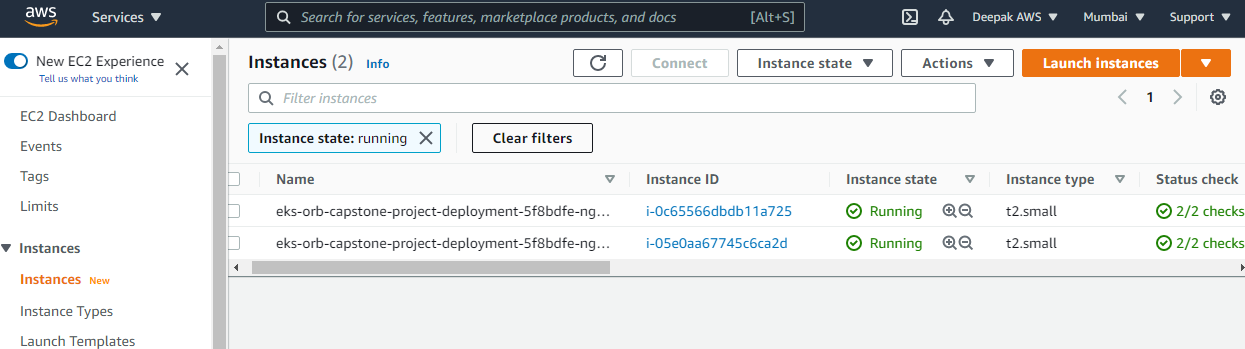 aws Services Search for services, features, marketplace products, and docs [Alt+S] Deepak AWS Mumbai Support
New EC2 Experience
Tell us what you think
EC2 Dashboard
Events
Tags
Limits
Instances
Instances New
Instance Types
Launch Templates
Instances (2) Info Connect Instance state Actions Launch instances
Filter instances 1
Instance state: running Clear filters
Name Instance ID Instance state Instance type Status check
eks-orb-capstone-project-deployment-5f8bdfe-ng... i-0c65566dbdb11a725 Running t2.small 2/2 checks
eks-orb-capstone-project-deployment-5f8bdfe-ng... i-05e0aa67745c6ca2d Running t2.small 2/2 checks